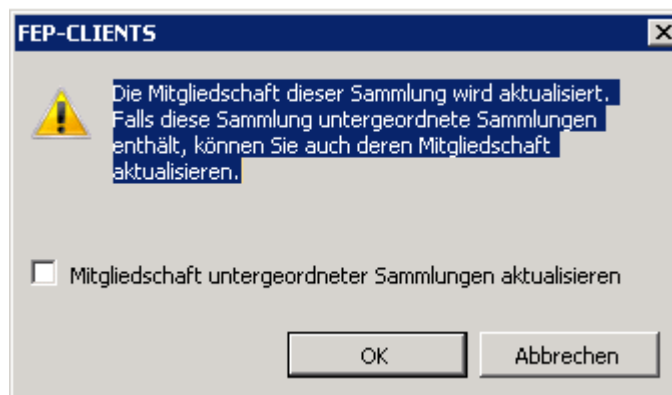 FEP-CLIENTS
Die Mitgliedschaft dieser Sammlung wird aktualisiert.
Falls diese Sammlung untergeordnete Sammlungen
enthält, können Sie auch deren Mitgliedschaft
aktualisieren.
Mitgliedschaft untergeordneter Sammlungen aktualisieren
OK
Abbrechen